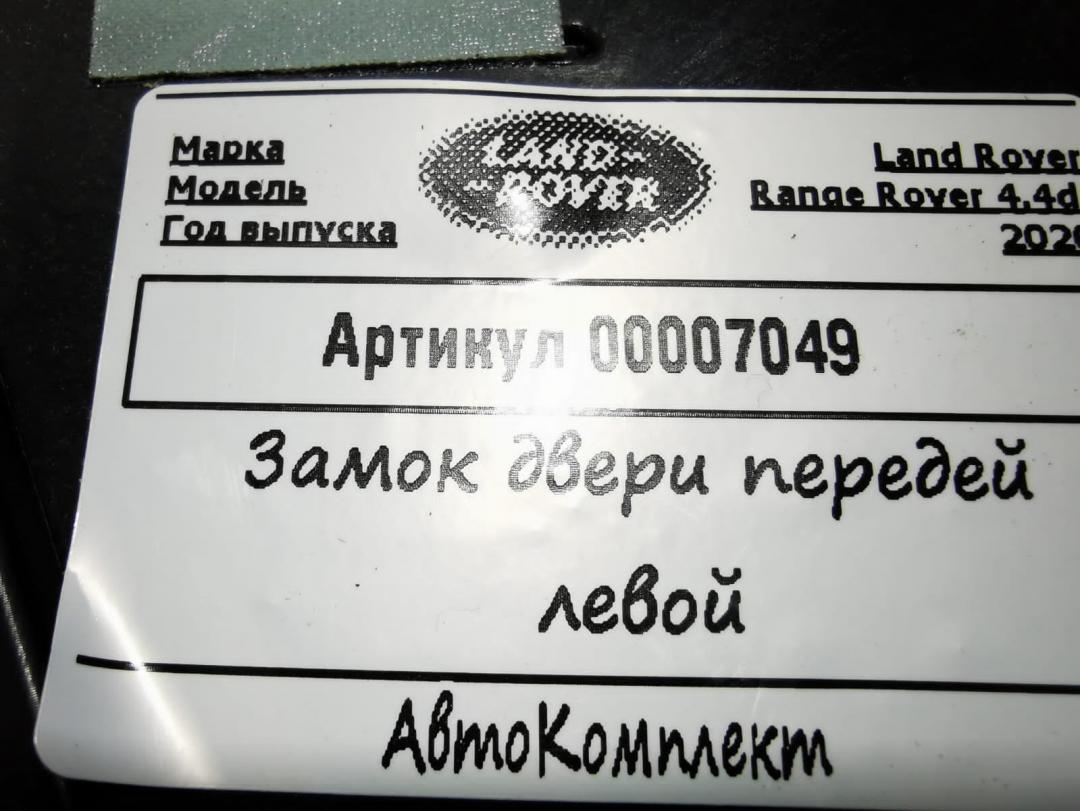 Марка Land Rover
Модель Range Rover 4.4d
Год выпуска
LAND-
-ROVER
Артикул 00007049
Замок двери передей
левой
АвтоКомплект